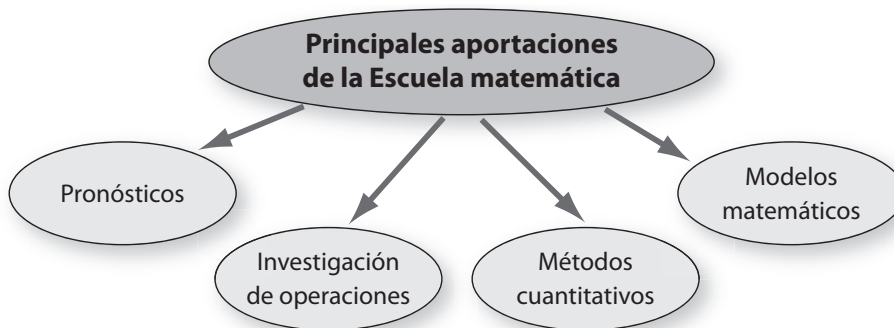 Principales aportaciones
de la Escuela matemática
Pronósticos
Investigación
de operaciones
Métodos
cuantitativos
Modelos
matemáticos